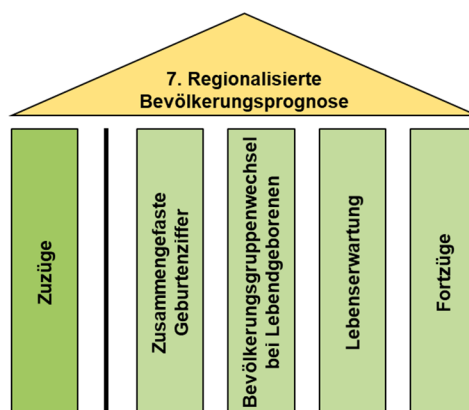 7. Regionalisierte
Bevölkerungsprognose
Zuzüge
Zusammengefaste
Geburtenziffer
Bevölkerungsgruppenwechsel
bei Lebendgeborenen
Lebenserwartung
Fortzüge